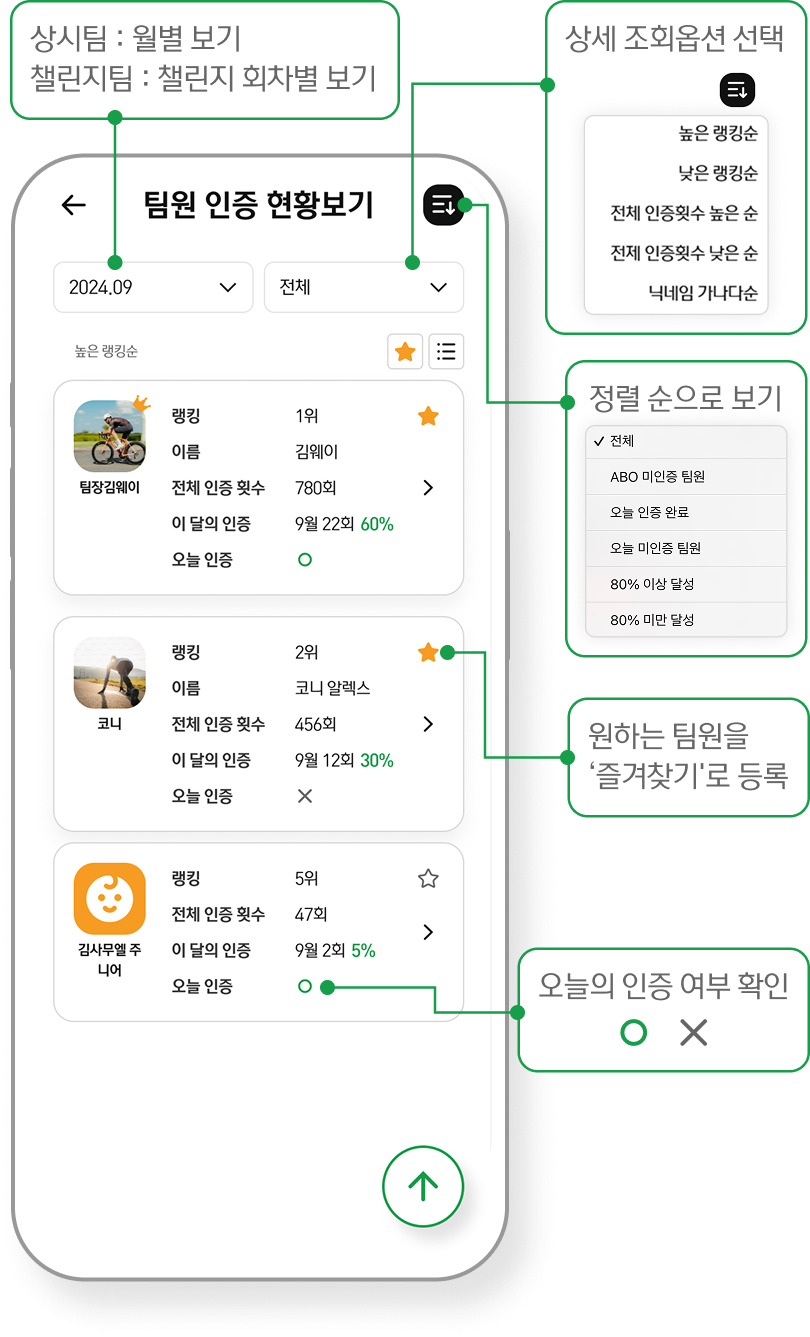 상시팀 : 월별 보기
챌린지팀 : 챌린지 회차별 보기
상세 조회옵션 선택
높은 랭킹순
낮은 랭킹순
전체 인증횟수 높은 순
전제 인증횟수 낮은 순
닉네임 가나다순
팀원 인증 현황보기
2024.09
전체
높은 랭킹순
정렬 순으로 보기
✓ 전체
ABO 미인증 팀원
오늘 인증 완료
오늘 미인증 팀원
80% 이상 달성
80% 미만 달성
팀장김웨이
랭킹 1위
이름 김웨이
전체 인증 횟수 780회
이 달의 인증 9월 22회 60%
오늘 인증
코니
랭킹 2위
이름 코니 알렉스
전체 인증 횟수 456회
이 달의 인증 9월 12회 30%
오늘 인증
원하는 팀원을
‘즐겨찾기'로 등록
김사무엘 주
니어
랭킹 5위
전체 인증 횟수 47회
이 달의 인증 9월 2회 5%
오늘 인증
오늘의 인증 여부 확인